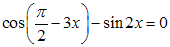 cos(π/2 − 3x) − sin 2x = 0